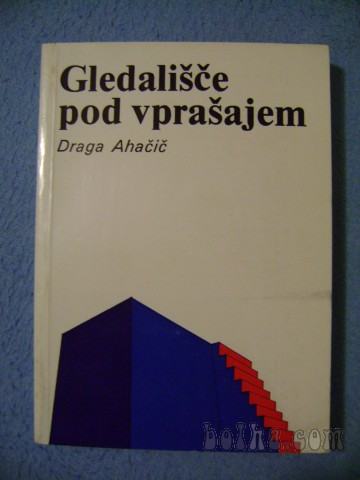 Gledališče
pod vprašajem
Draga Ahačič
bolha.com